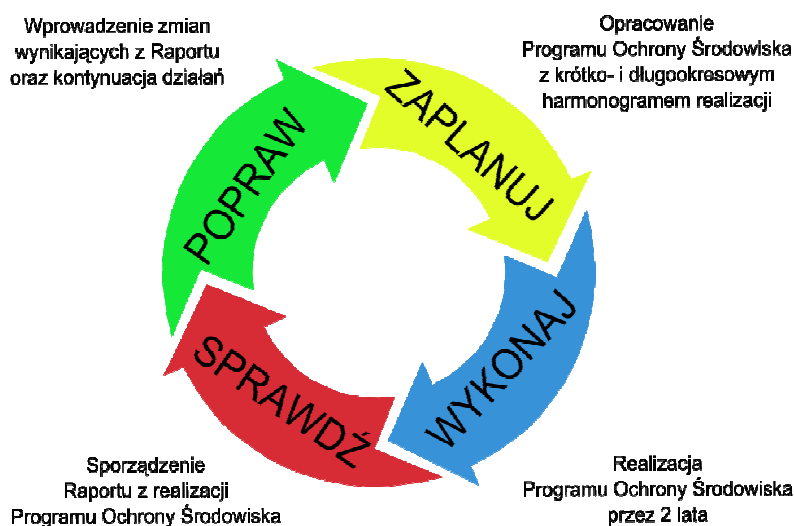 Wprowadzenie zmian
wynikających z Raportu
oraz kontynuacja działań
Opracowanie
Programu Ochrony Środowiska
z krótko- i długookresowym
harmonogramem realizacji
ZAPLANUJ
POPRAW
WYKONAJ
SPRAWDŹ
Sporządzenie
Raportu z realizacji
Programu Ochrony Środowiska
Realizacja
Programu Ochrony Środowiska
przez 2 lata